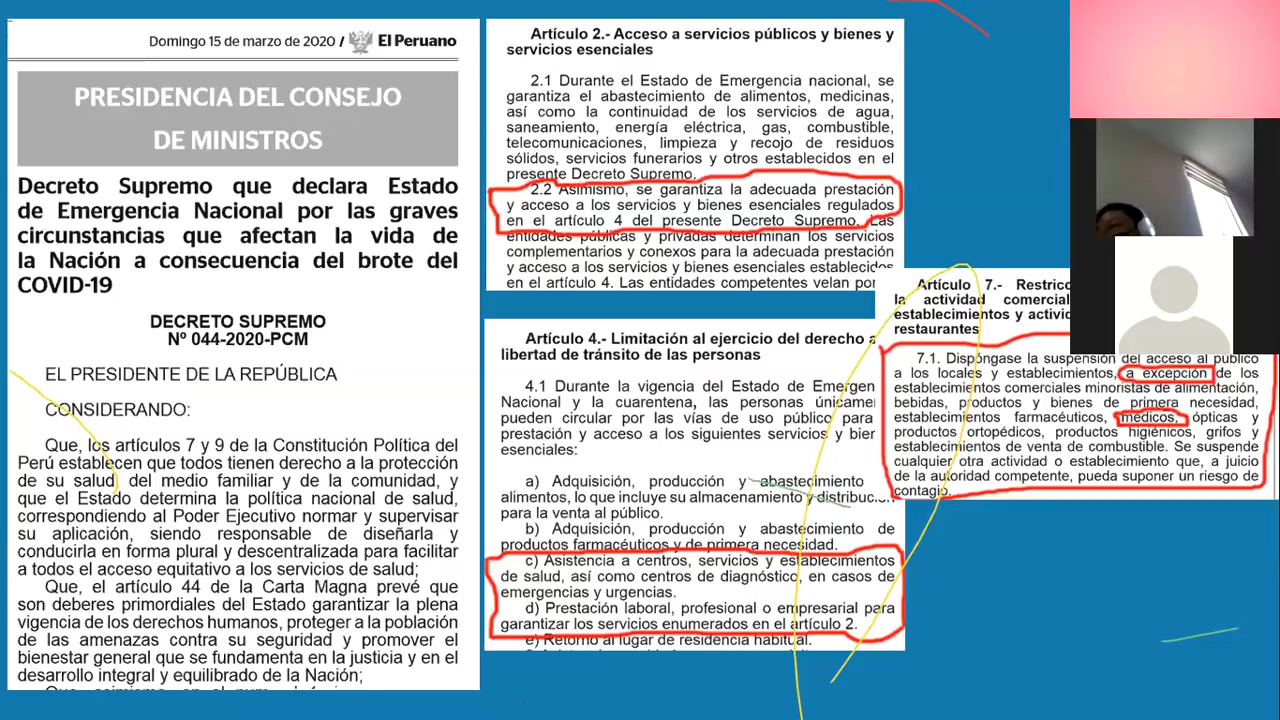 Domingo 15 de marzo de 2020 / El Peruano
PRESIDENCIA DEL CONSEJO
DE MINISTROS
Decreto Supremo que declara Estado
de Emergencia Nacional por las graves
circunstancias que afectan la vida de
la Nación a consecuencia del brote del
COVID-19
DECRETO SUPREMO
Nº 044-2020-PCM
EL PRESIDENTE DE LA REPÚBLICA
CONSIDERANDO:
Que, los artículos 7 y 9 de la Constitución Política del
Perú establecen que todos tienen derecho a la protección
de su salud, del medio familiar y de la comunidad, y
que el Estado determina la política nacional de salud,
correspondiendo al Poder Ejecutivo normar y supervisar
su aplicación, siendo responsable de diseñarla y
conducirla en forma plural y descentralizada para facilitar
a todos el acceso equitativo a los servicios de salud;
Que, el artículo 44 de la Carta Magna prevé que
son deberes primordiales del Estado garantizar la plena
vigencia de los derechos humanos, proteger a la población
de las amenazas contra su seguridad y promover el
bienestar general que se fundamenta en la justicia y en el
desarrollo integral y equilibrado de la Nación;
Artículo 2.- Acceso a servicios públicos y bienes y
servicios esenciales
2.1 Durante el Estado de Emergencia nacional, se
garantiza el abastecimiento de alimentos, medicinas,
así como la continuidad de los servicios de agua,
saneamiento, energía eléctrica, gas, combustible,
telecomunicaciones, limpieza y recojo de residuos
sólidos, servicios funerarios y otros establecidos en el
presente Decreto Supremo.
2.2 Asimismo, se garantiza la adecuada prestación
y acceso a los servicios y bienes esenciales regulados
en el artículo 4 del presente Decreto Supremo. Las
entidades públicas y privadas determinan los servicios
complementarios y conexos para la adecuada prestación
y acceso a los servicios y bienes esenciales establecidos
en el artículo 4. Las entidades competentes velan por
Artículo 4.- Limitación al ejercicio del derecho a
libertad de tránsito de las personas
4.1 Durante la vigencia del Estado de Emergen
Nacional y la cuarentena, las personas únicamen
pueden circular por las vías de uso público para
prestación y acceso a los siguientes servicios y bien
esenciales:
a) Adquisición, producción y abastecimiento
alimentos, lo que incluye su almacenamiento y distribución
para la venta al público.
b) Adquisición, producción y abastecimiento de
productos farmacéuticos y de primera necesidad.
c) Asistencia a centros, servicios y establecimientos
de salud, así como centros de diagnóstico, en casos de
emergencias y urgencias.
d) Prestación laboral, profesional o empresarial para
garantizar los servicios enumerados en el artículo 2.
e) Retorno al lugar de residencia habitual.
Artículo 7.- Restricc
la actividad comercial
establecimientos y activid
restaurantes
7.1. Dispóngase la suspensión del acceso al público
a los locales y establecimientos, a excepción de los
establecimientos comerciales minoristas de alimentación,
bebidas, productos y bienes de primera necesidad,
establecimientos farmacéuticos, médicos, ópticas y
productos ortopédicos, productos higiénicos, grifos y
establecimientos de venta de combustible. Se suspende
cualquier otra actividad o establecimiento que, a juicio
de la autoridad competente, pueda suponer un riesgo de
contagio.